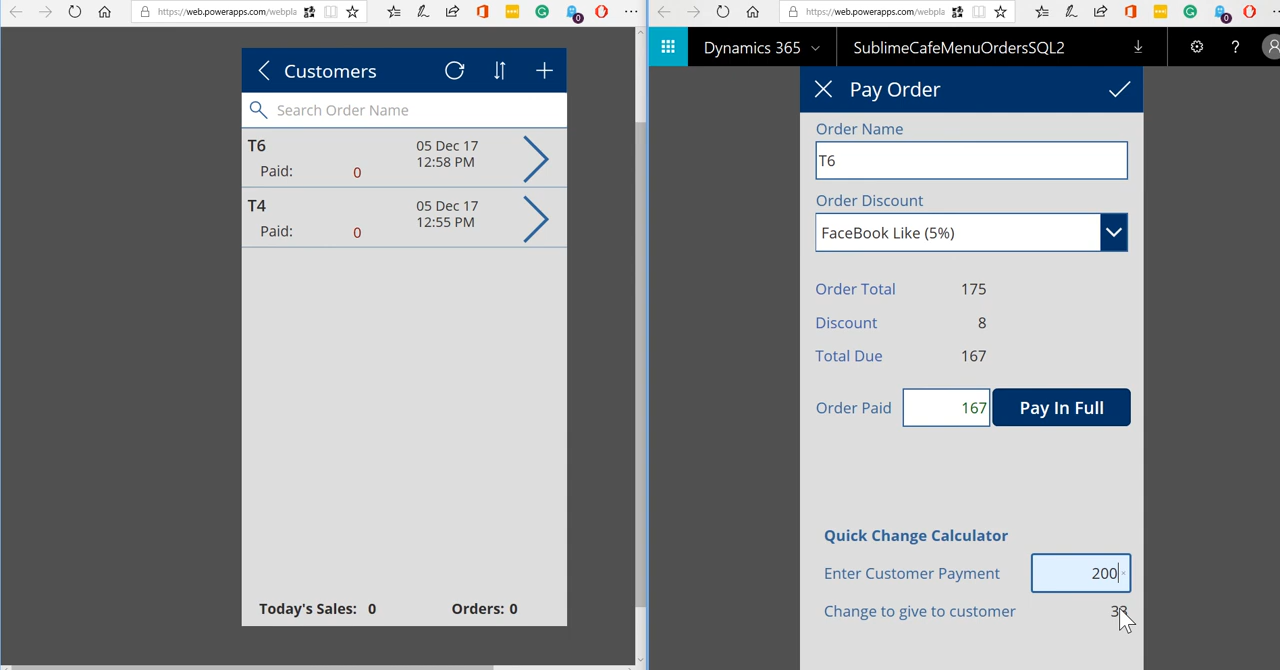 https://web.powerapps.com/webpla
0
Customers
Search Order Name
T6
05 Dec 17
12:58 PM
Paid: 0
T4
05 Dec 17
12:55 PM
Paid: 0
Today's Sales: 0 Orders: 0
https://web.powerapps.com/webpla
0
Dynamics 365
SublimeCafeMenuOrdersSQL2
?
Pay Order
Order Name
T6
Order Discount
FaceBook Like (5%)
Order Total 175
Discount 8
Total Due 167
Order Paid 167 Pay In Full
Quick Change Calculator
Enter Customer Payment 200
Change to give to customer 33